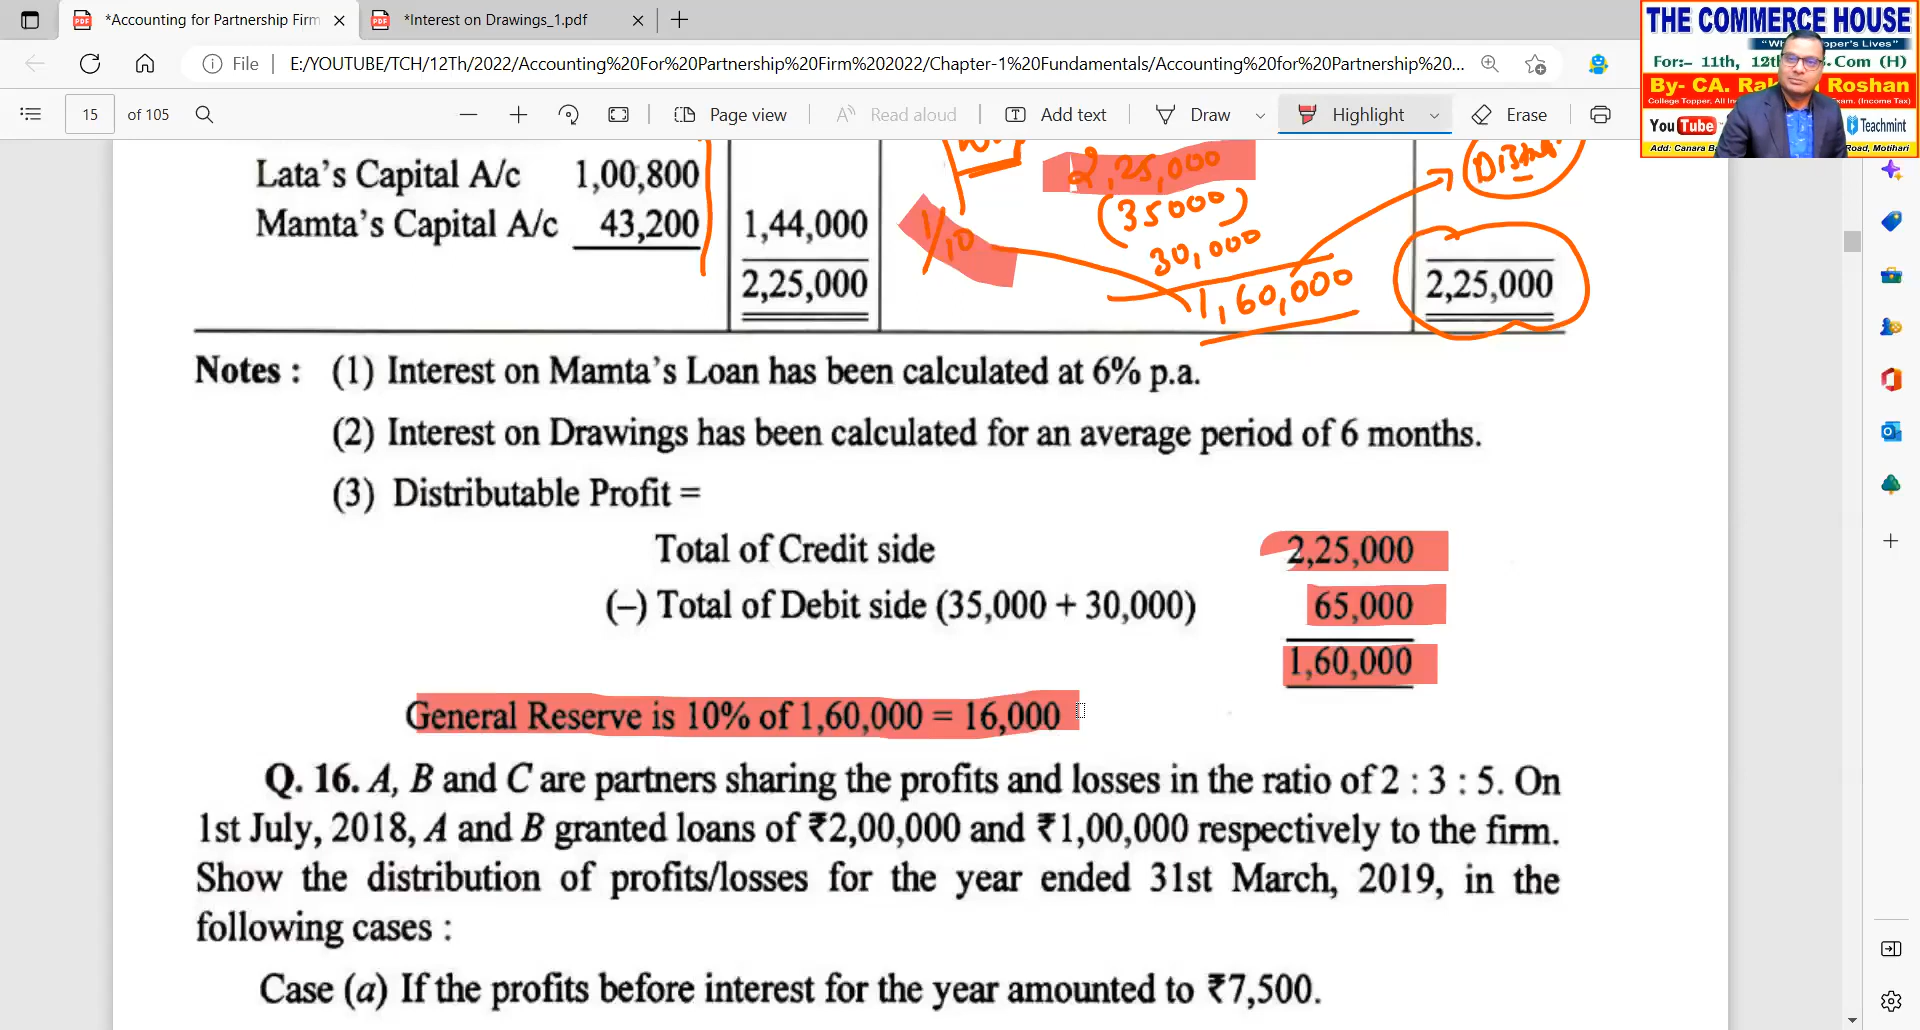 *Accounting for Partnership Firm
*Interest on Drawings_1.pdf
File
E:/YOUTUBE/TCH/12Th/2022/Accounting%20For%20Partnership%20Firm%202022/Chapter-1%20Fundamentals/Accounting%20for%20Partnership%20...
15 of 105
Page view
Read aloud
Add text
Draw
Highlight
Erase
THE COMMERCE HOUSE
For:- 11th, 12th .Com (H)
By- CA. Roshan
You Tube
Teachmint
Road, Motihari
Lata's Capital A/c 1,00,800
Mamta's Capital A/c 43,200 1,44,000
2,25,000
2,25,000
(35000)
30,000
1,60,000
1/10
2,25,000
Notes : (1) Interest on Mamta's Loan has been calculated at 6% p.a.
(2) Interest on Drawings has been calculated for an average period of 6 months.
(3) Distributable Profit =
Total of Credit side 2,25,000
(–) Total of Debit side (35,000 + 30,000) 65,000
1,60,000
General Reserve is 10% of 1,60,000 = 16,000
Q. 16. A, B and C are partners sharing the profits and losses in the ratio of 2 : 3 : 5. On
1st July, 2018, A and B granted loans of ₹2,00,000 and ₹1,00,000 respectively to the firm.
Show the distribution of profits/losses for the year ended 31st March, 2019, in the
following cases :
Case (a) If the profits before interest for the year amounted to ₹7,500.